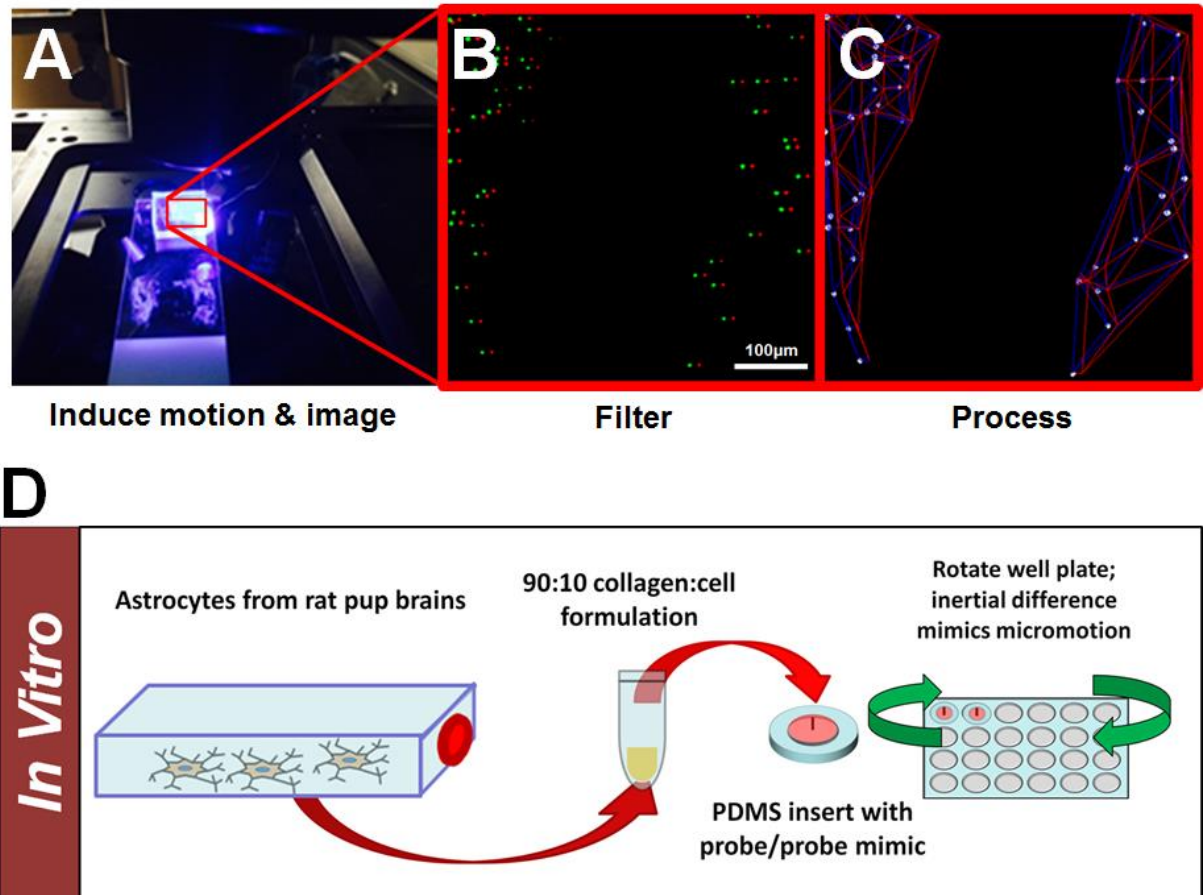 A
B
C
100µm
Induce motion & image
Filter
Process
D
In Vitro
Astrocytes from rat pup brains
90:10 collagen:cell
formulation
Rotate well plate;
inertial difference
mimics micromotion
PDMS insert with
probe/probe mimic